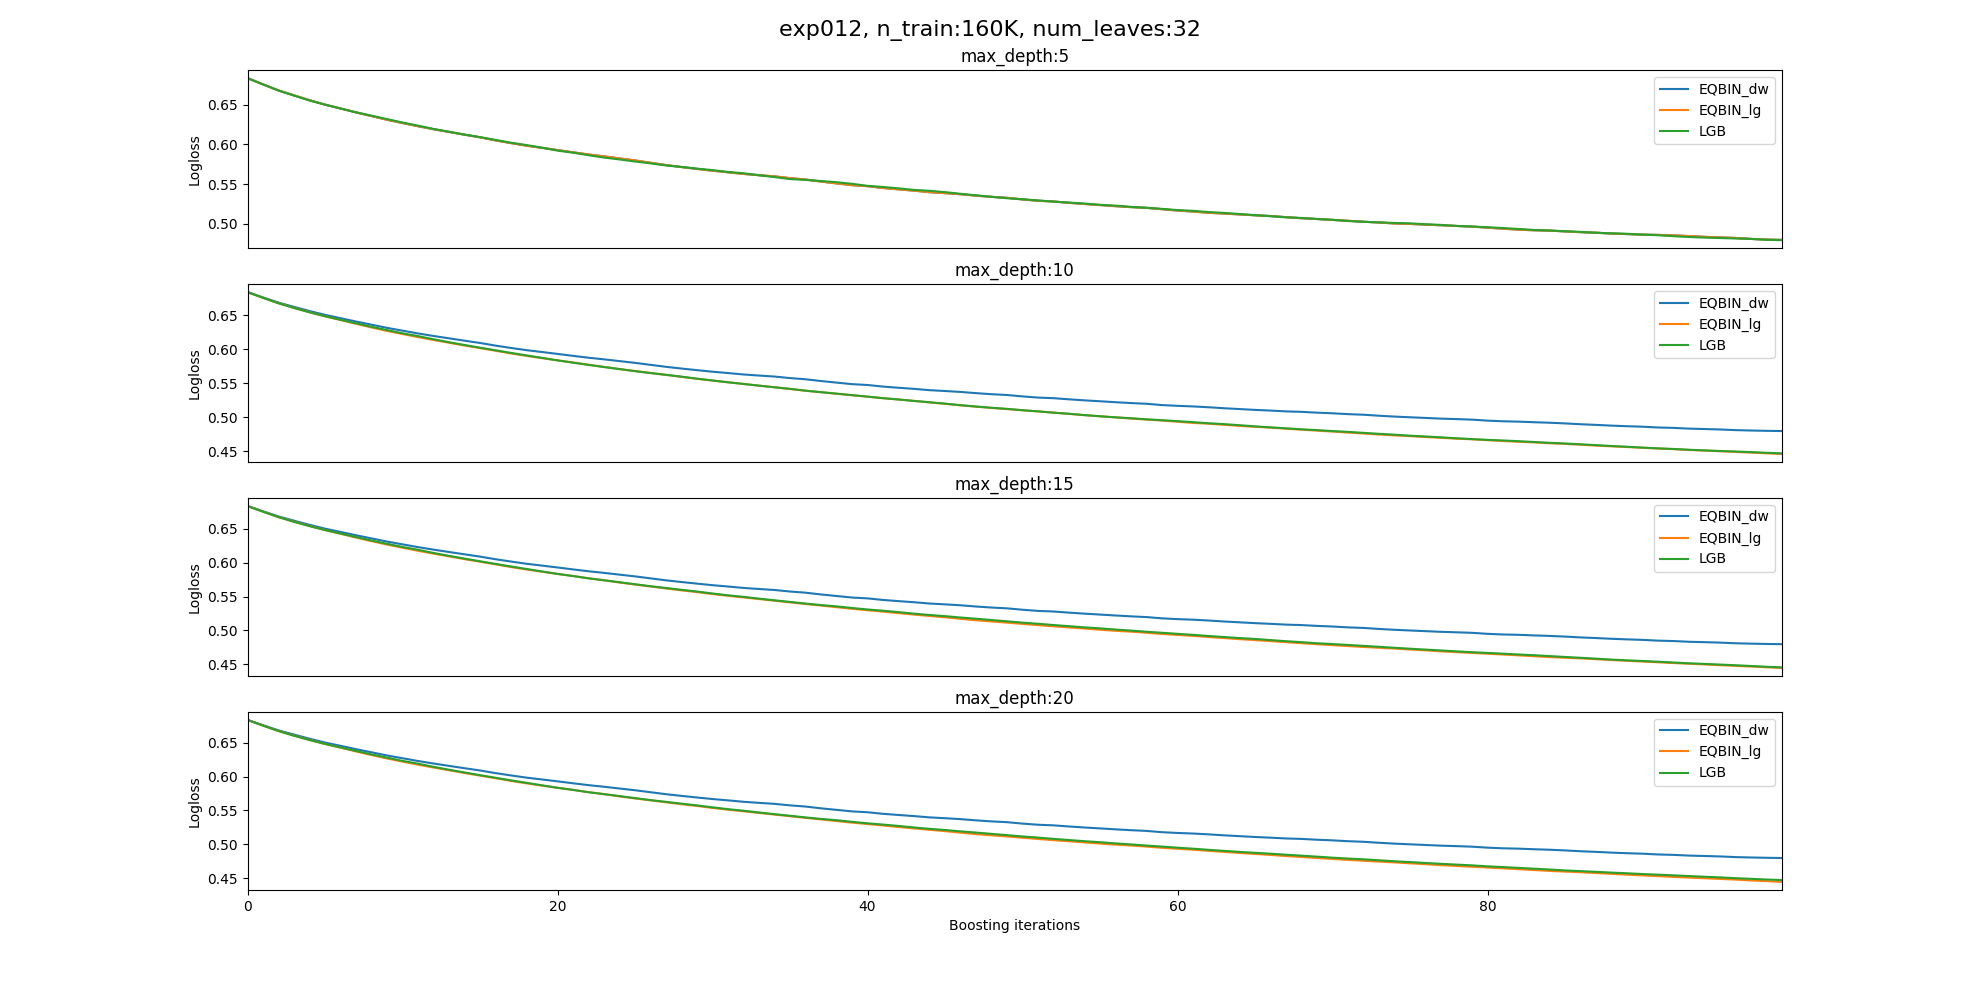 exp012, n_train:160K, num_leaves:32
max_depth:5
0.65
0.60
0.55
0.50
Logloss
EQBIN_dw
EQBIN_lg
LGB
max_depth:10
0.65
0.60
0.55
0.50
0.45
Logloss
EQBIN_dw
EQBIN_lg
LGB
max_depth:15
0.65
0.60
0.55
0.50
0.45
Logloss
EQBIN_dw
EQBIN_lg
LGB
max_depth:20
0.65
0.60
0.55
0.50
0.45
Logloss
EQBIN_dw
EQBIN_lg
LGB
0 20 40 60 80
Boosting iterations